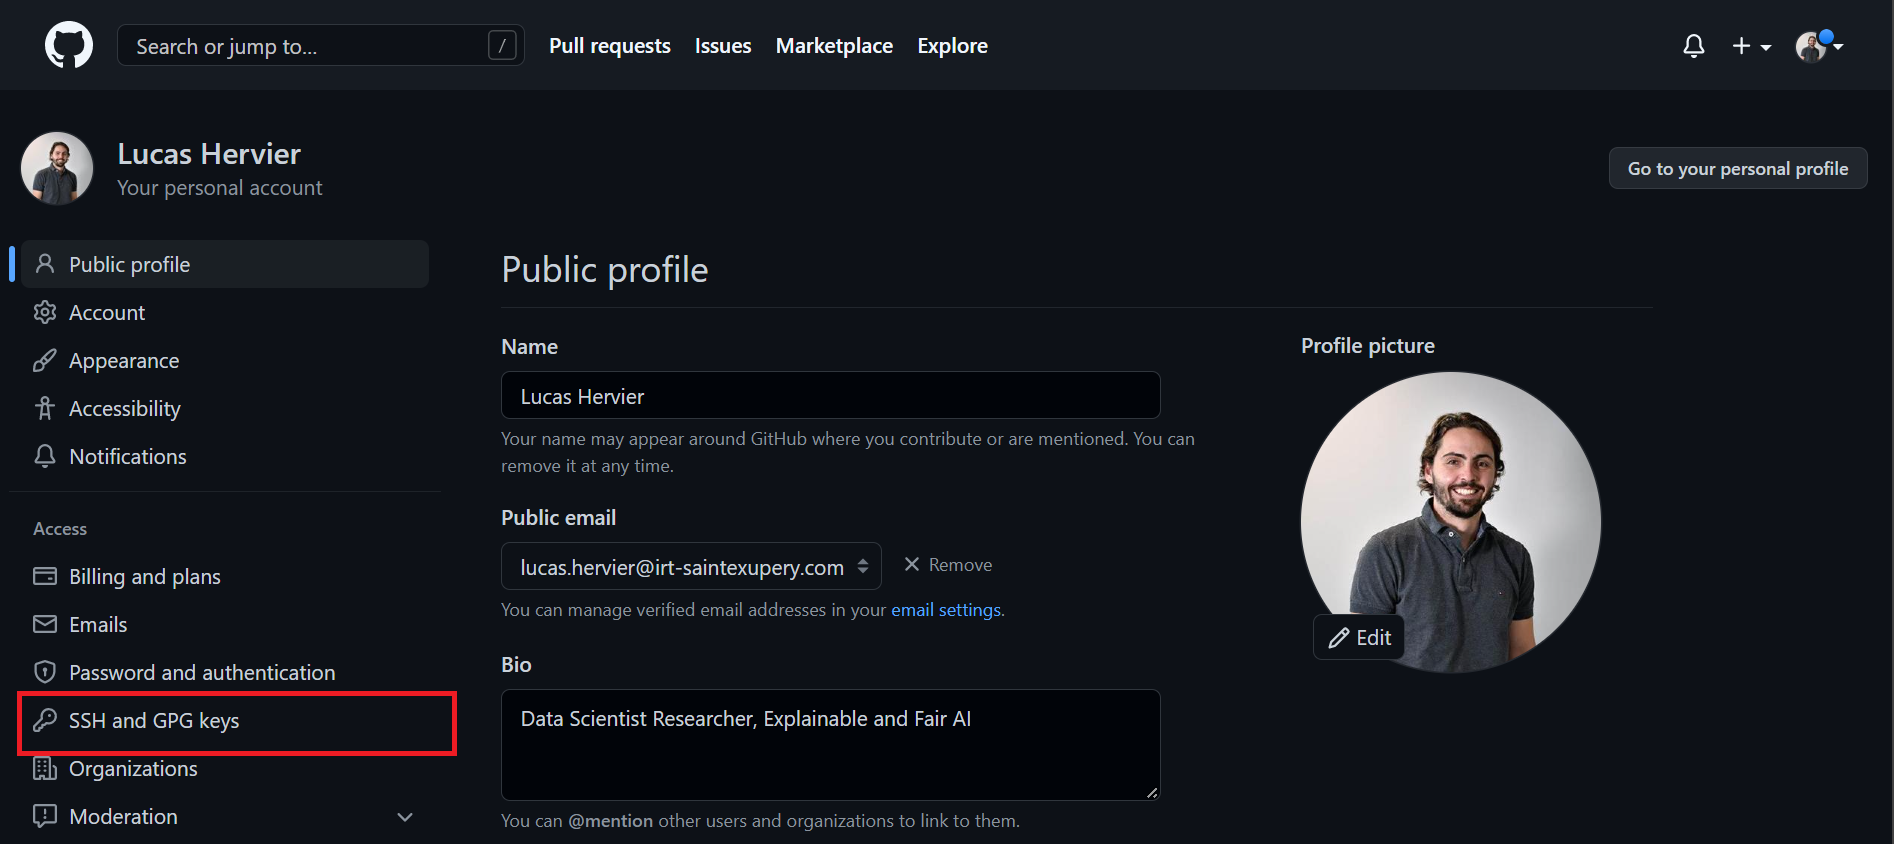 Search or jump to...
/
Pull requests
Issues
Marketplace
Explore
Lucas Hervier
Your personal account
Go to your personal profile
Public profile
Account
Appearance
Accessibility
Notifications
Access
Billing and plans
Emails
Password and authentication
SSH and GPG keys
Organizations
Moderation
Public profile
Name
Lucas Hervier
Your name may appear around GitHub where you contribute or are mentioned. You can
remove it at any time.
Public email
lucas.hervier@irt-saintexupery.com
Remove
You can manage verified email addresses in your email settings.
Bio
Data Scientist Researcher, Explainable and Fair AI
You can @mention other users and organizations to link to them.
Profile picture
Edit